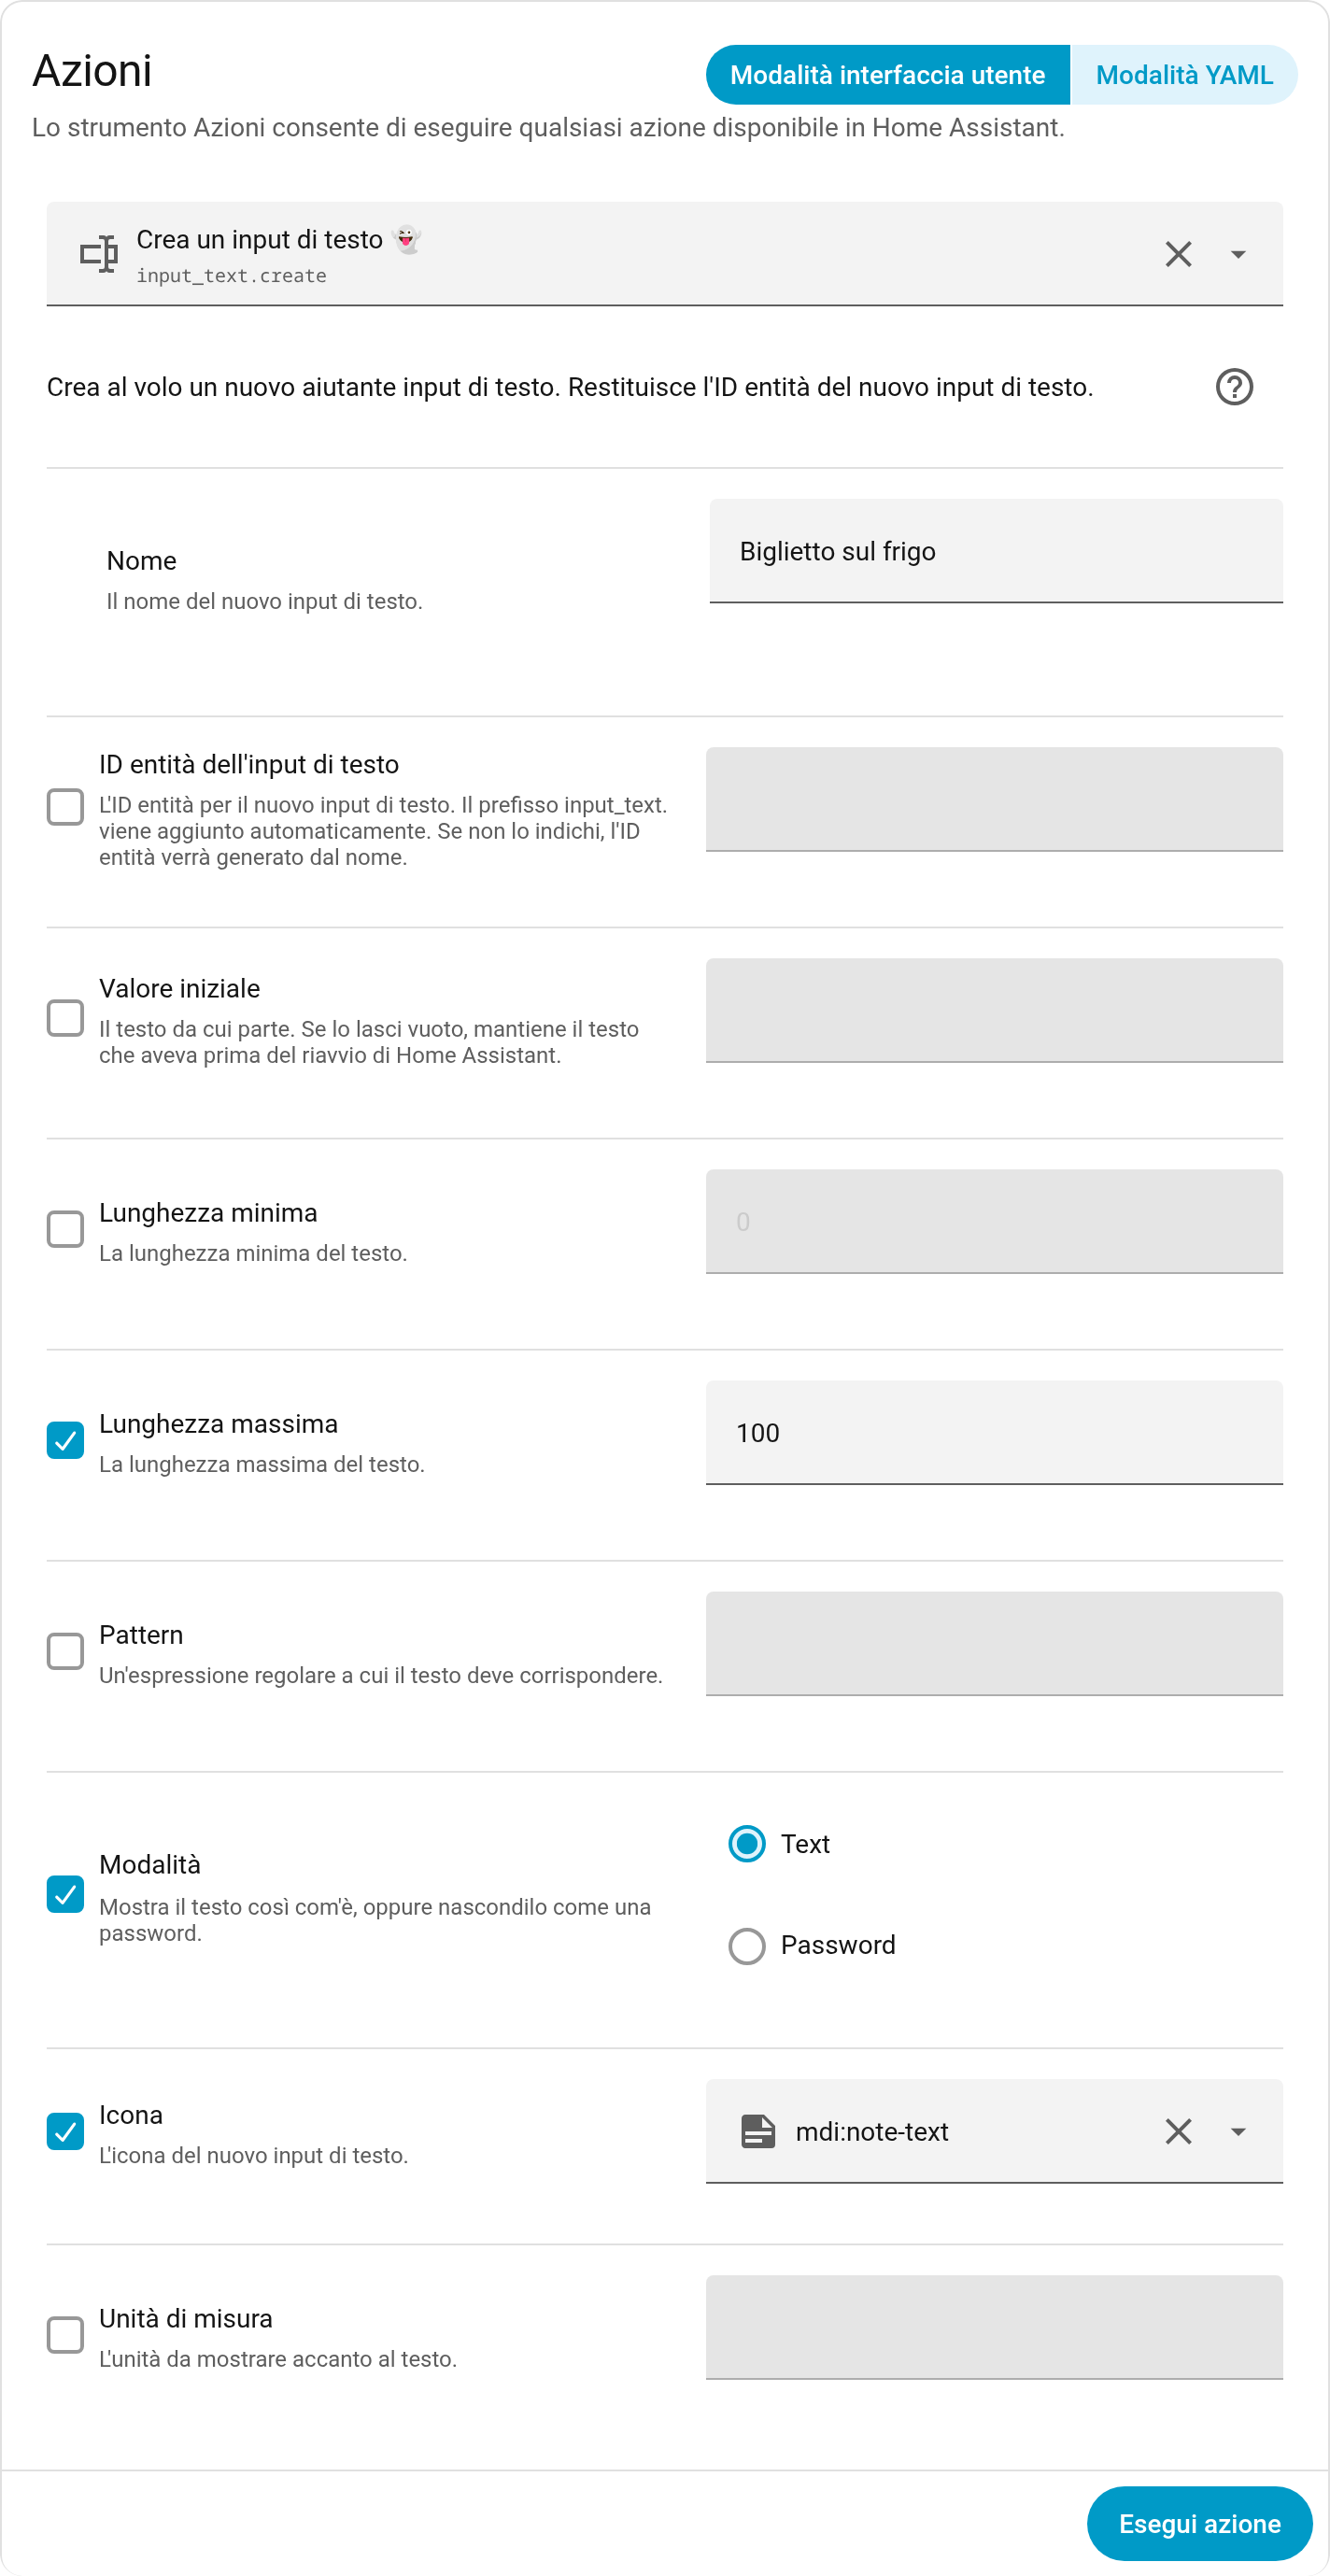 Azioni
Modalità interfaccia utente
Modalità YAML
Lo strumento Azioni consente di eseguire qualsiasi azione disponibile in Home Assistant.
Crea un input di testo 👻
input_text.create
Crea al volo un nuovo aiutante input di testo. Restituisce l'ID entità del nuovo input di testo.
Nome
Il nome del nuovo input di testo.
Biglietto sul frigo
ID entità dell'input di testo
L'ID entità per il nuovo input di testo. Il prefisso input_text.
viene aggiunto automaticamente. Se non lo indichi, l'ID
entità verrà generato dal nome.
Valore iniziale
Il testo da cui parte. Se lo lasci vuoto, mantiene il testo
che aveva prima del riavvio di Home Assistant.
Lunghezza minima
La lunghezza minima del testo.
0
Lunghezza massima
La lunghezza massima del testo.
100
Pattern
Un'espressione regolare a cui il testo deve corrispondere.
Modalità
Mostra il testo così com'è, oppure nascondilo come una
password.
Text
Password
Icona
L'icona del nuovo input di testo.
mdi:note-text
Unità di misura
L'unità da mostrare accanto al testo.
Esegui azione